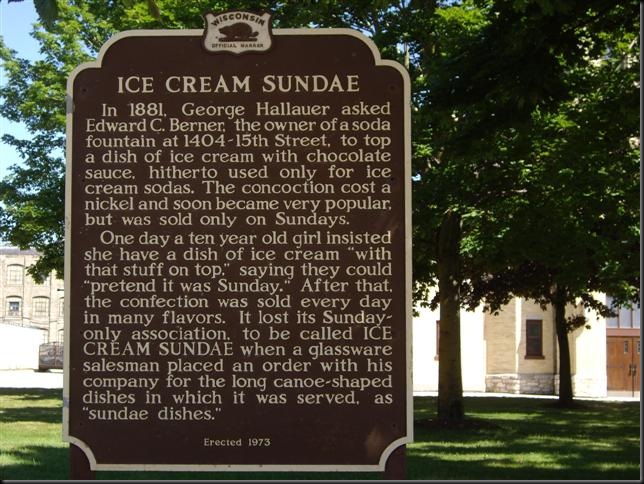 WISCONSIN
OFFICIAL MARKER
ICE CREAM SUNDAE
In 1881, George Hallauer asked
Edward C. Berner, the owner of a soda
fountain at 1404-15th Street, to top
a dish of ice cream with chocolate
sauce, hitherto used only for ice
cream sodas. The concoction cost a
nickel and soon became very popular,
but was sold only on Sundays.
One day a ten year old girl insisted
she have a dish of ice cream "with
that stuff on top," saying they could
"pretend it was Sunday." After that,
the confection was sold every day
in many flavors. It lost its Sunday-
only association, to be called ICE
CREAM SUNDAE when a glassware
salesman placed an order with his
company for the long canoe-shaped
dishes in which it was served, as
"sundae dishes."
Erected 1973